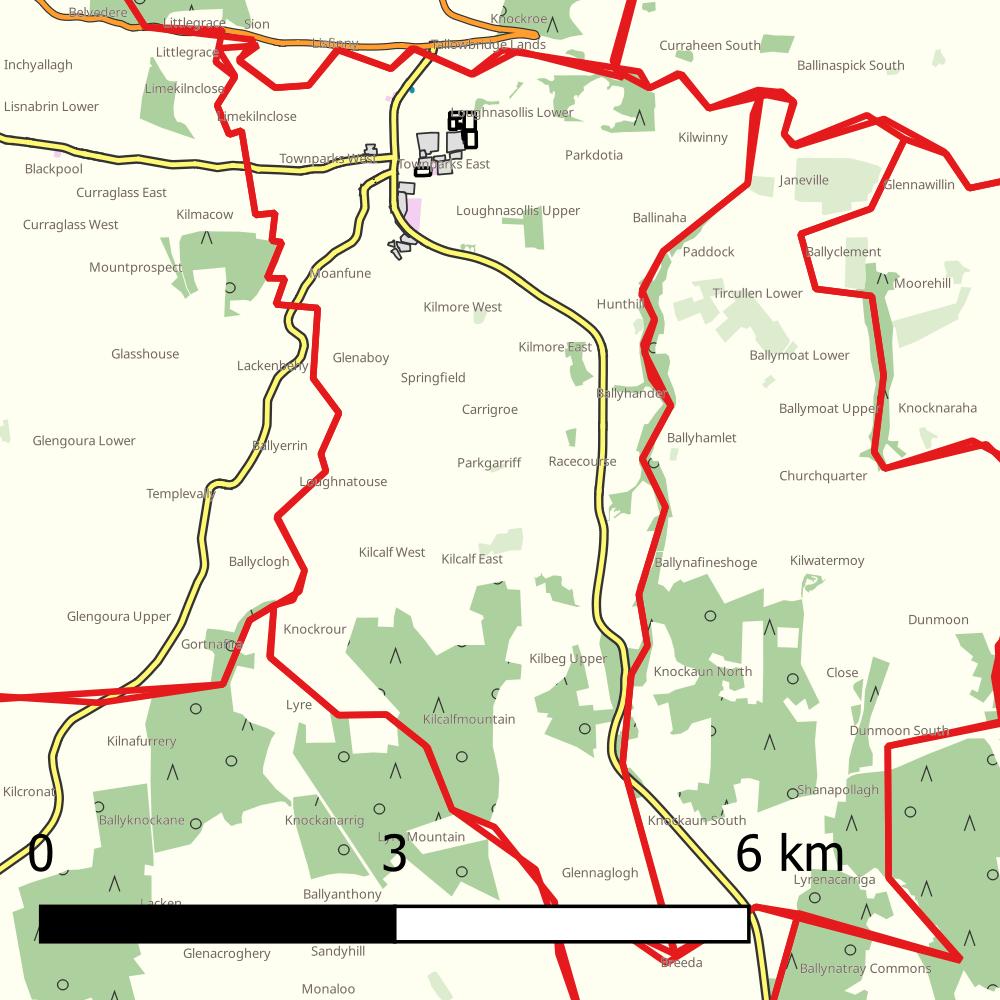 Belvedere
Littlegrace
Sion
Knockroe
Lisfinny
Tallowbridge Lands
Curraheen South
Littlegrace
Inchyallagh
Ballinaspick South
Limekilnclose
Lisnabrin Lower
Limekilnclose
Loughnasollis Lower
Kilwinny
Townparks West
Townparks East
Parkdotia
Blackpool
Janeville
Glennawillin
Curraglass East
Kilmacow
Loughnasollis Upper
Ballinaha
Curraglass West
Paddock
Ballyclement
Mountprospect
Moanfune
Moorehill
Tircullen Lower
Kilmore West
Hunthill
Kilmore East
Glasshouse
Glenaboy
Ballymoat Lower
Lackenbehy
Springfield
Ballyhander
Carrigroe
Ballymoat Upper
Knocknaraha
Glengoura Lower
Ballyerrin
Ballyhamlet
Parkgarriff
Racecourse
Churchquarter
Templevally
Loughnatouse
Kilcalf West
Kilcalf East
Ballyclogh
Ballynafineshoge
Kilwatermoy
Glengoura Upper
Dunmoon
Knockrour
Gortnafira
Kilbeg Upper
Knockaun North
Close
Lyre
Kilcalfmountain
Dunmoon South
Kilnafurrery
Kilcronat
Shanapollagh
Ballyknockane
Knockanarrig
Knockaun South
Mountain
0 3 6 km
Glennaglogh
Lyrenacarriga
Ballyanthony
Lacken
Glenacroghery
Sandyhill
Breeda
Ballynatray Commons
Monaloo